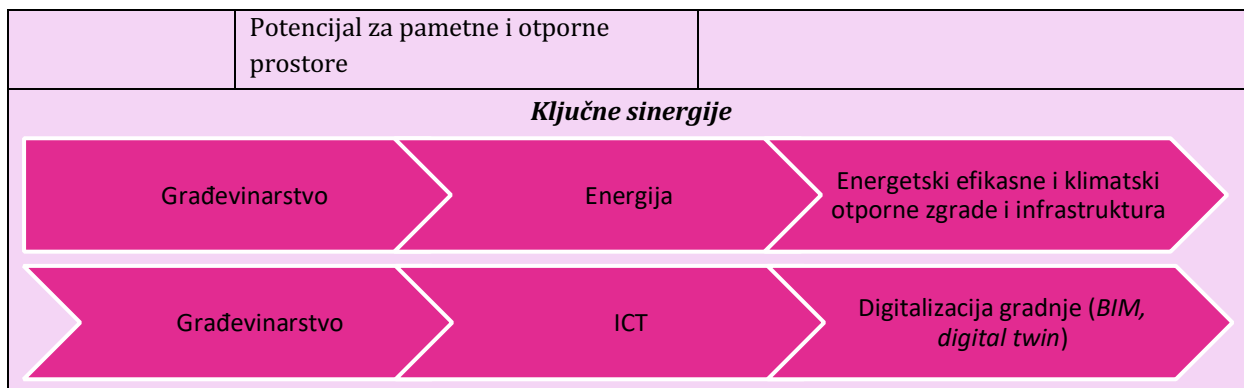 Potencijal za pametne i otporne
prostore
Ključne sinergije
Građevinarstvo
Energija
Energetski efikasne i klimatski
otporne zgrade i infrastruktura
Građevinarstvo
ICT
Digitalizacija gradnje (BIM,
digital twin)